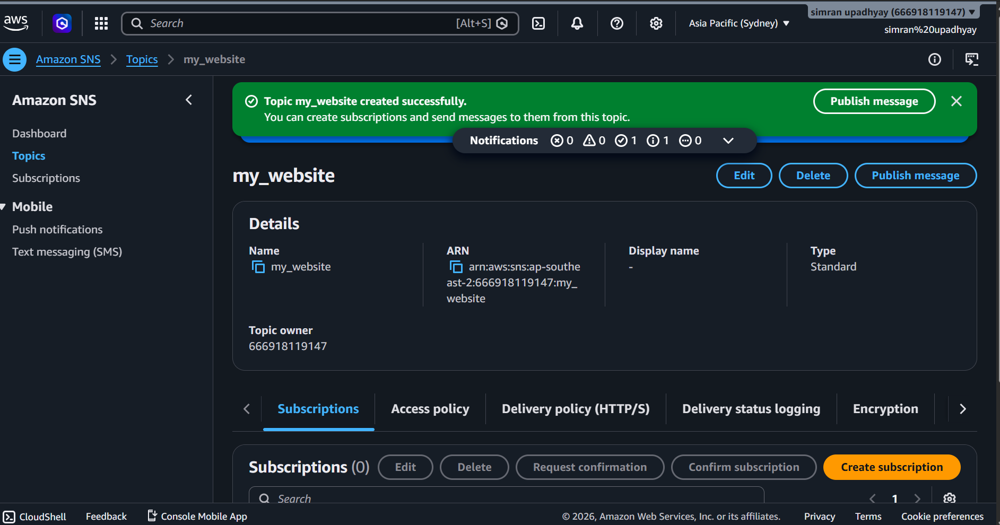 aws
Search [Alt+S]
Asia Pacific (Sydney)
simran upadhyay (666918119147)
simran%20upadhyay
Amazon SNS
Topics
my_website
Amazon SNS
Dashboard
Topics
Subscriptions
Mobile
Push notifications
Text messaging (SMS)
Topic my_website created successfully.
You can create subscriptions and send messages to them from this topic.
Publish message
Notifications 0 0 1 1 0
my_website
Edit
Delete
Publish message
Details
Name
my_website
ARN
arn:aws:sns:ap-southe
ast-2:666918119147:my_
website
Display name
-
Type
Standard
Topic owner
666918119147
Subscriptions
Access policy
Delivery policy (HTTP/S)
Delivery status logging
Encryption
Subscriptions (0)
Edit
Delete
Request confirmation
Confirm subscription
Create subscription
Search
1
CloudShell
Feedback
Console Mobile App
© 2026, Amazon Web Services, Inc. or its affiliates.
Privacy
Terms
Cookie preferences